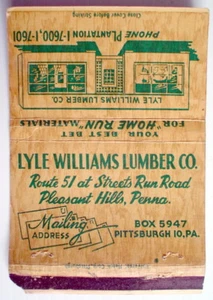 LYLE WILLIAMS LUMBER CO.
Route 51 at Streets Run Road
Pleasant Hills, Penna.
Mailing
ADDRESS
BOX 5947
PITTSBURGH 10, PA.
YOUR BEST BET
FOR "HOME RUN" MATERIALS
LYLE WILLIAMS LUMBER CO.
PHONE PLANTATION 1-7600, -7601
Close Cover Before Striking